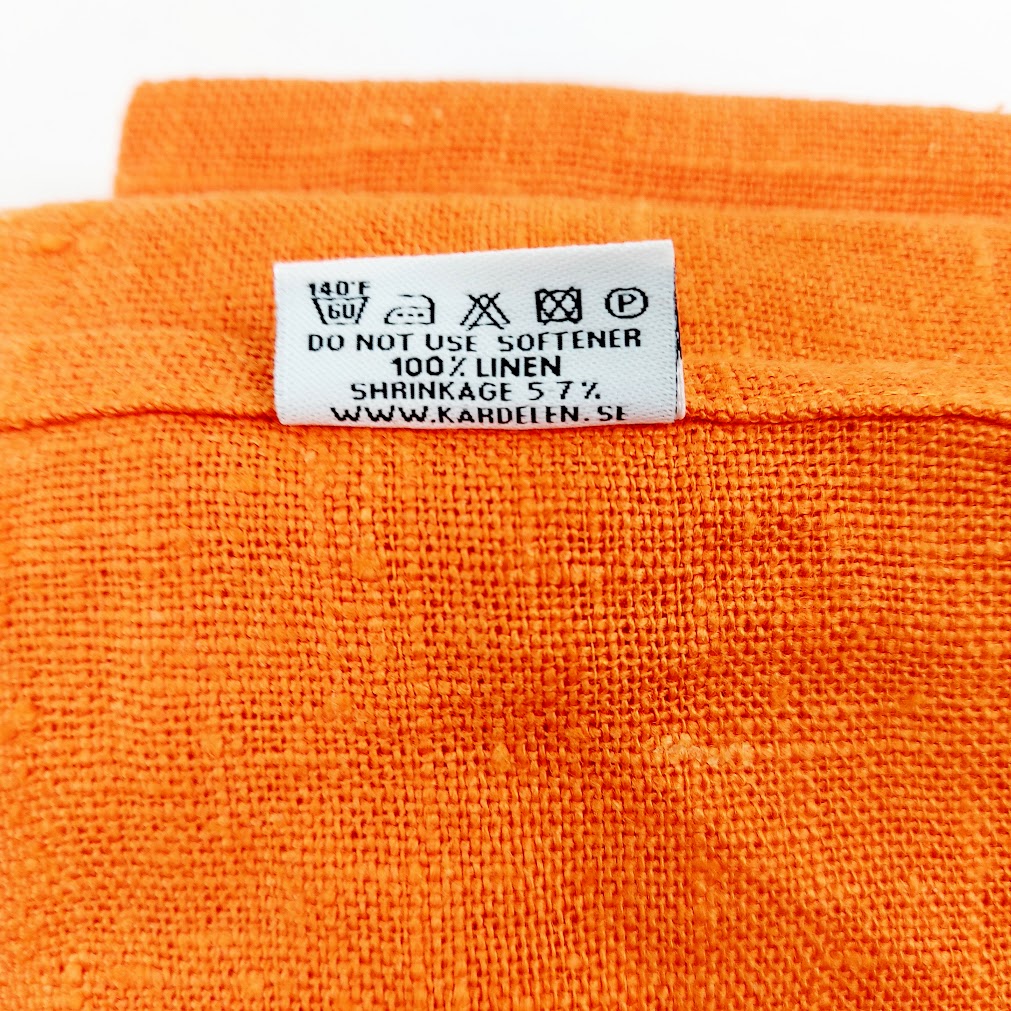 140°F
60
P
DO NOT USE SOFTENER
100% LINEN
SHRINKAGE 5 7%
WWW.KARDELEN.SE